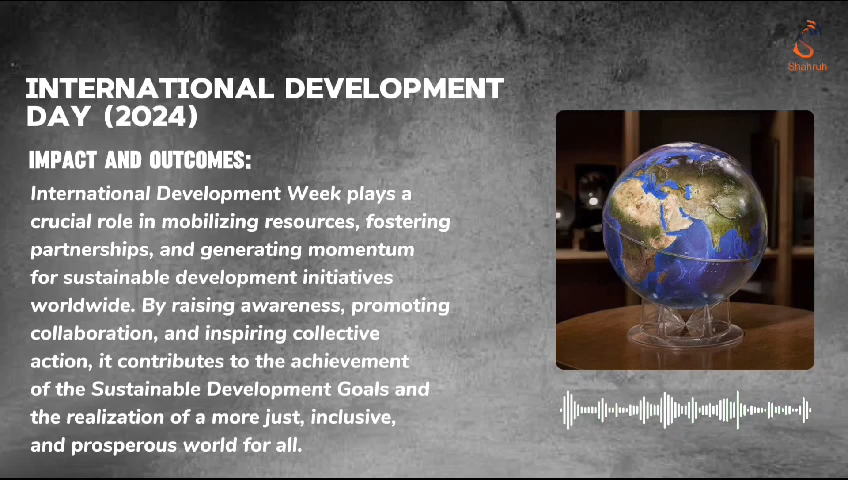 Shahruh
INTERNATIONAL DEVELOPMENT
DAY (2024)
IMPACT AND OUTCOMES:
International Development Week plays a
crucial role in mobilizing resources, fostering
partnerships, and generating momentum
for sustainable development initiatives
worldwide. By raising awareness, promoting
collaboration, and inspiring collective
action, it contributes to the achievement
of the Sustainable Development Goals and
the realization of a more just, inclusive,
and prosperous world for all.